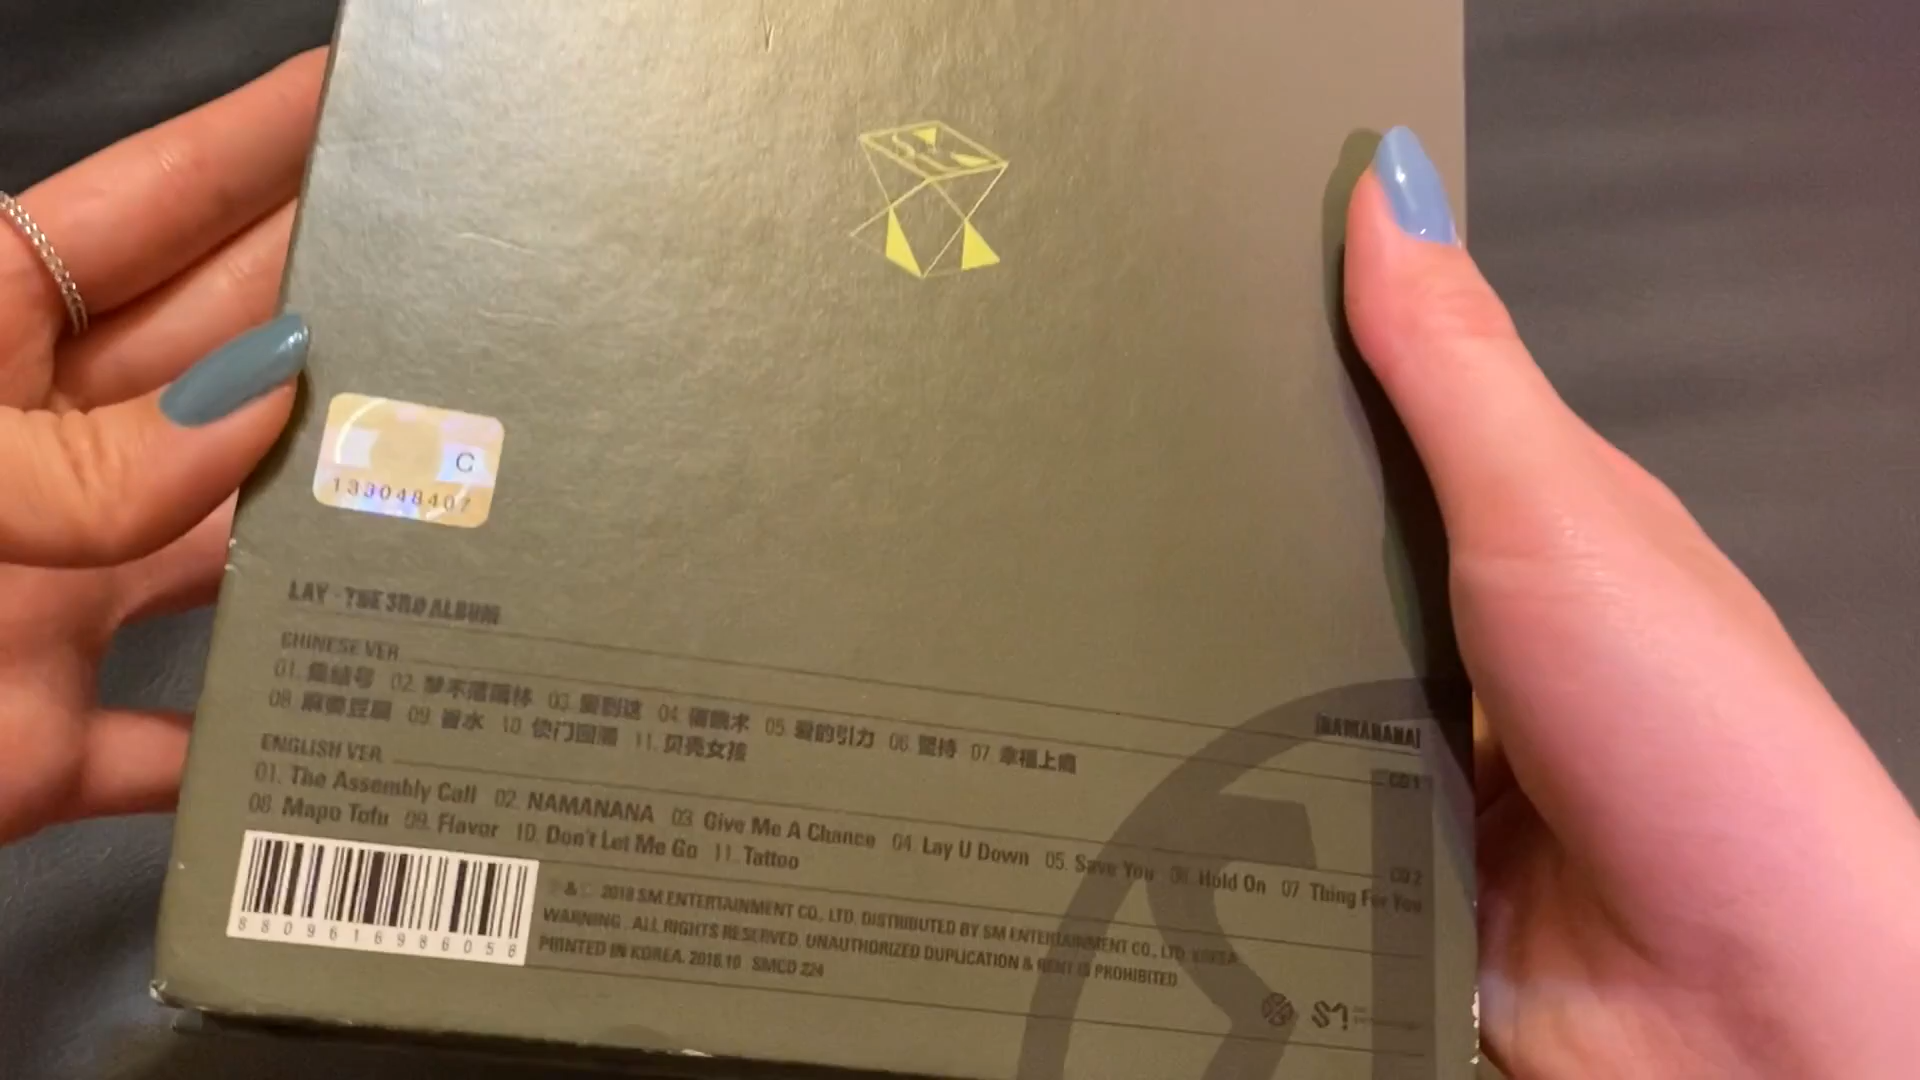 C
133048407
LAY - THE 3RD ALBUM
[NAMANANA]
CHINESE VER. CD 1
01. 集结号 02. 梦不落雨林 03. 要到这 04. 催眠术 05. 爱的引力 06. 坚持 07 幸福上瘾
08. 麻婆豆腐 09. 香水 10. 侧门回潮 11. 贝壳女孩
ENGLISH VER. CD 2
01. The Assembly Call 02. NAMANANA 03 Give Me A Chance 04. Lay U Down 05. Save You 06. Hold On 07 Thing For You
08. Mapo Tofu 09. Flavor 10. Don't Let Me Go 11. Tattoo
8809616986058
& 2018 SM ENTERTAINMENT CO., LTD. DISTRIBUTED BY SM ENTERTAINMENT CO., LTD. KOREA
WARNING. ALL RIGHTS RESERVED. UNAUTHORIZED DUPLICATION & RENT IS PROHIBITED
PRINTED IN KOREA. 2018.10 SMCD 224
SM